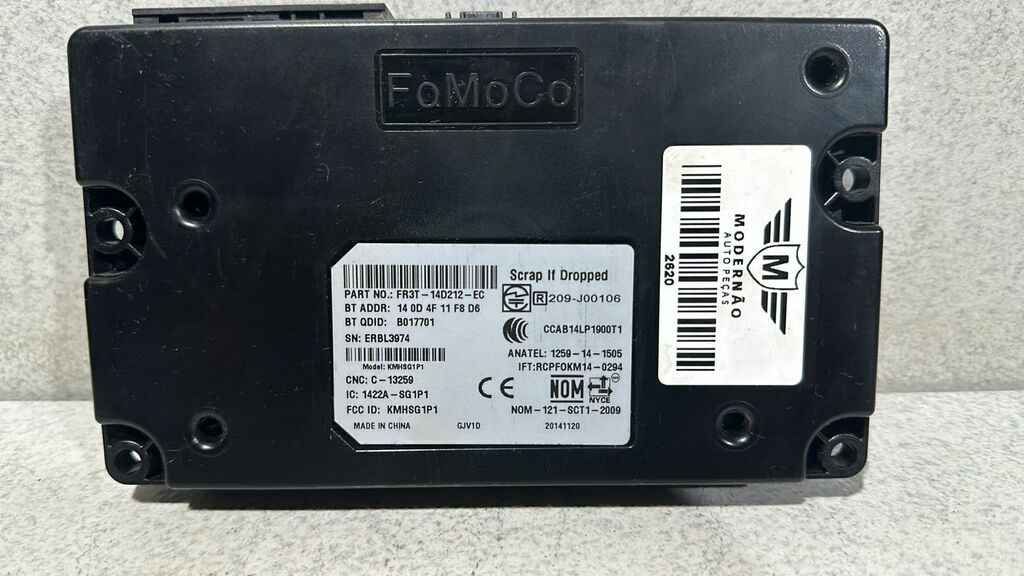 FoMoCo
Scrap If Dropped
PART NO.: FR3T-14D212-EC
BT ADDR: 14 0D 4F 11 F8 D6
BT QDID: B017701
SN: ERBL3974
Model: KMHSG1P1
CNC: C-13259
IC: 1422A-SG1P1
FCC ID: KMHSG1P1
MADE IN CHINA
GJV1D
R 209-J00106
CCAB14LP1900T1
ANATEL: 1259-14-1505
IFT:RCPFOKM14-0294
CE
NOM
NYCE
NOM-121-SCT1-2009
20141120
M
MODERNÃO
AUTO PEÇAS
2620